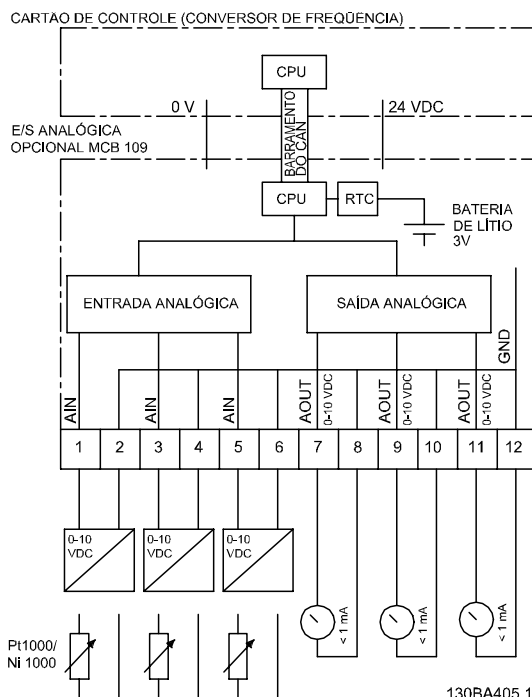 CARTÃO DE CONTROLE (CONVERSOR DE FREQÜÊNCIA)
CPU
0 V
24 VDC
BARRAMENTO
DO CAN
E/S ANALÓGICA
OPCIONAL MCB 109
CPU
RTC
BATERIA
DE LÍTIO
3V
ENTRADA ANALÓGICA
SAÍDA ANALÓGICA
AIN
AIN
AIN
AOUT
0-10 VDC
AOUT
0-10 VDC
AOUT
0-10 VDC
GND
1 2 3 4 5 6 7 8 9 10 11 12
0-10
VDC
0-10
VDC
0-10
VDC
< 1 mA
< 1 mA
< 1 mA
Pt1000/
Ni 1000
130BA405.1